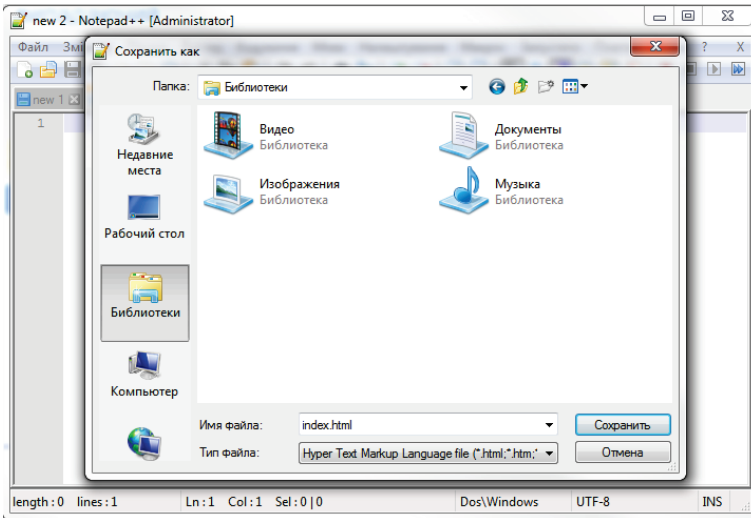 new 2 - Notepad++ [Administrator]
Файл Змі ? X
Сохранить как
new 1
1
Папка: Библиотеки
Недавние места
Рабочий стол
Библиотеки
Компьютер
Видео
Библиотека
Документы
Библиотека
Изображения
Библиотека
Музыка
Библиотека
Имя файла: index.html Сохранить
Тип файла: Hyper Text Markup Language file (*.html;*.htm;* Отмена
length : 0 lines : 1 Ln : 1 Col : 1 Sel : 0 | 0 Dos\Windows UTF-8 INS